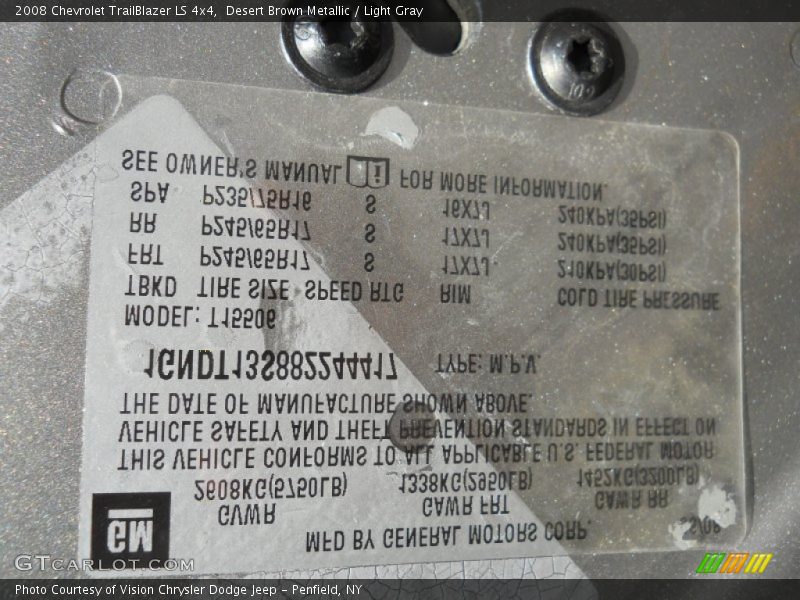 2008 Chevrolet TrailBlazer LS 4x4, Desert Brown Metallic / Light Gray
MFD BY GENERAL MOTORS CORP.
GM
GVWR GAWR FRT GAWR RR
2608KG(5750LB) 1338KG(2950LB) 1452KG(3200LB)
THIS VEHICLE CONFORMS TO ALL APPLICABLE U.S. FEDERAL MOTOR
VEHICLE SAFETY AND THEFT PREVENTION STANDARDS IN EFFECT ON
THE DATE OF MANUFACTURE SHOWN ABOVE.
1GNDT13S882244417 TYPE: M.P.V.
MODEL: T15506
TBKD TIRE SIZE SPEED RTG RIM COLD TIRE PRESSURE
FRT P245/65R17 S 17X7J 210KPA(30PSI)
RR P245/65R17 S 17X7J 240KPA(35PSI)
SPA P235/75R16 S 16X7J 240KPA(35PSI)
SEE OWNER'S MANUAL i FOR MORE INFORMATION.
GTCarLot.com
Photo Courtesy of Vision Chrysler Dodge Jeep – Penfield, NY